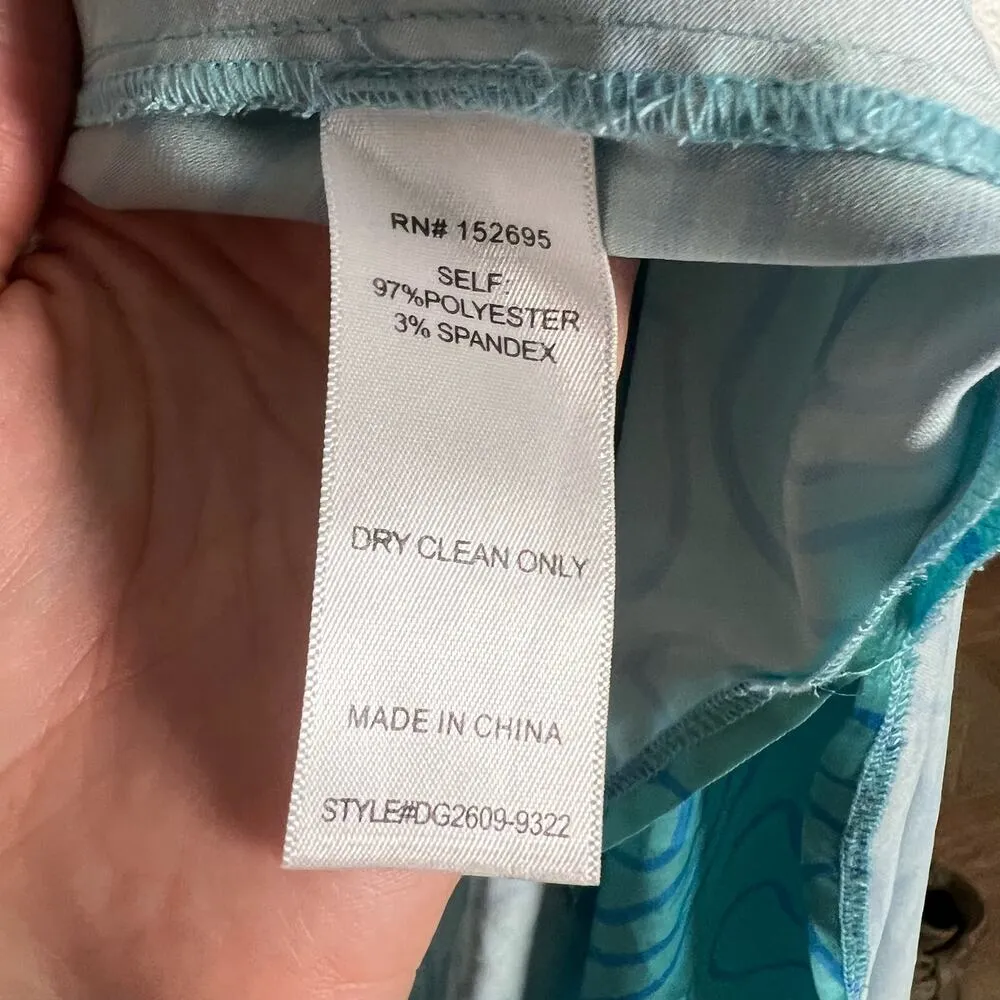 RN# 152695
SELF:
97%POLYESTER
3% SPANDEX
DRY CLEAN ONLY
MADE IN CHINA
STYLE#DG2609-9322